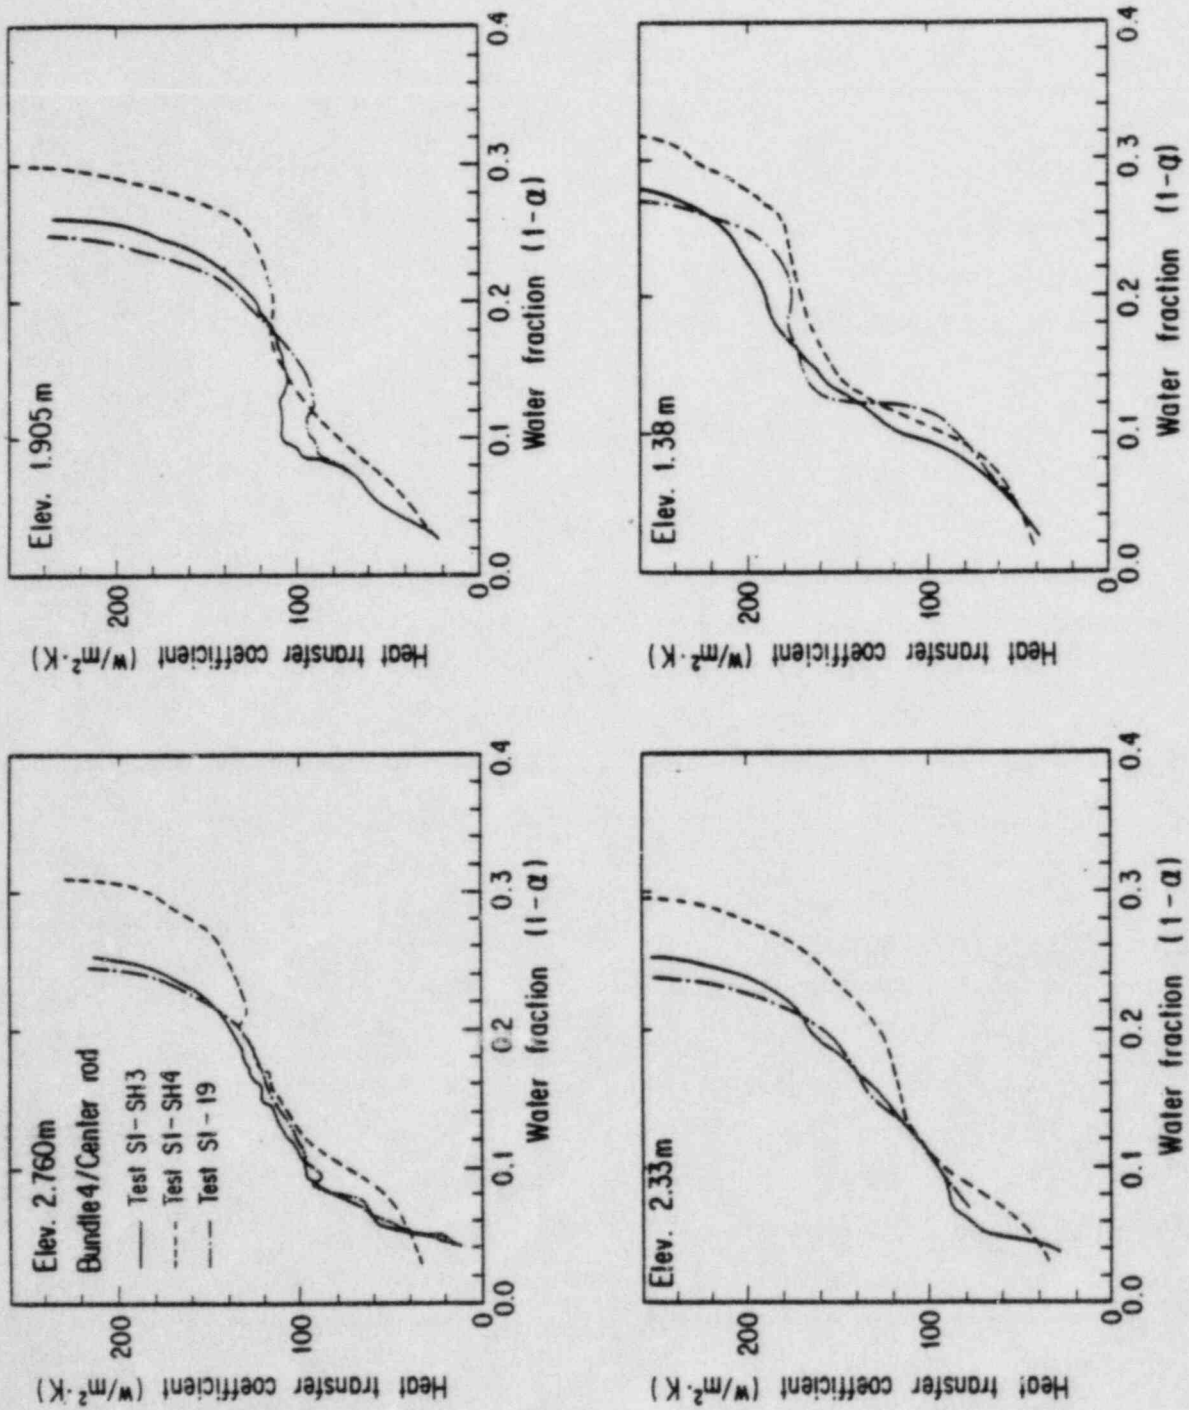 Elev. 2.760m
Bundle4/Center rod
Test S1-SH3
Test S1-SH4
Test S1-19
200
100
0
0.0
0.1
0.2
0.3
0.4
Water fraction (1-α)
Heat transfer coefficient (W/m²·K)
Elev. 1.905m
200
100
0
0.0
0.1
0.2
0.3
0.4
Water fraction (1-α)
Heat transfer coefficient (W/m²·K)
Elev. 2.33m
200
100
0
0.0
0.1
0.2
0.3
0.4
Water fraction (1-α)
Heat transfer coefficient (W/m²·K)
Elev. 1.38m
200
100
0
0.0
0.1
0.2
0.3
0.4
Water fraction (1-α)
Heat transfer coefficient (W/m²·K)